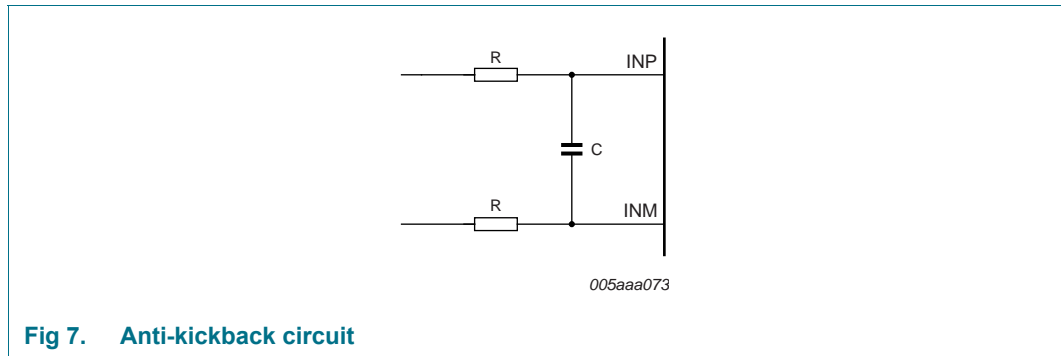 R
INP
C
R
INM
005aaa073
Fig 7. Anti-kickback circuit